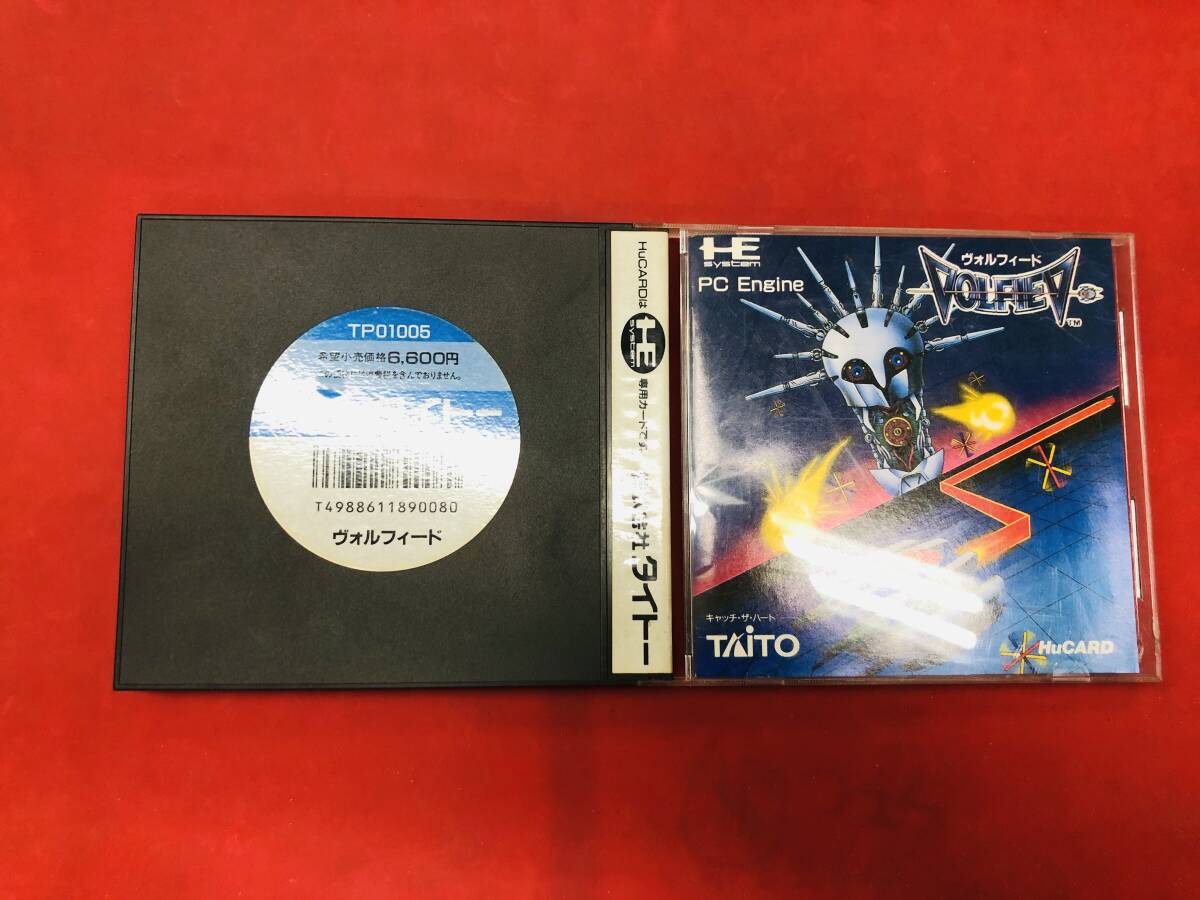 TP01005
希望小売価格6,600円
T4988611890080
ヴォルフィード
HuCARDは
HE
SYSTEM
専用カードです。
タイトー
HE
SYSTEM
PC Engine
ヴォルフィード
VOLFIED
TM
キャッチ・ザ・ハート
TAITO
HuCARD